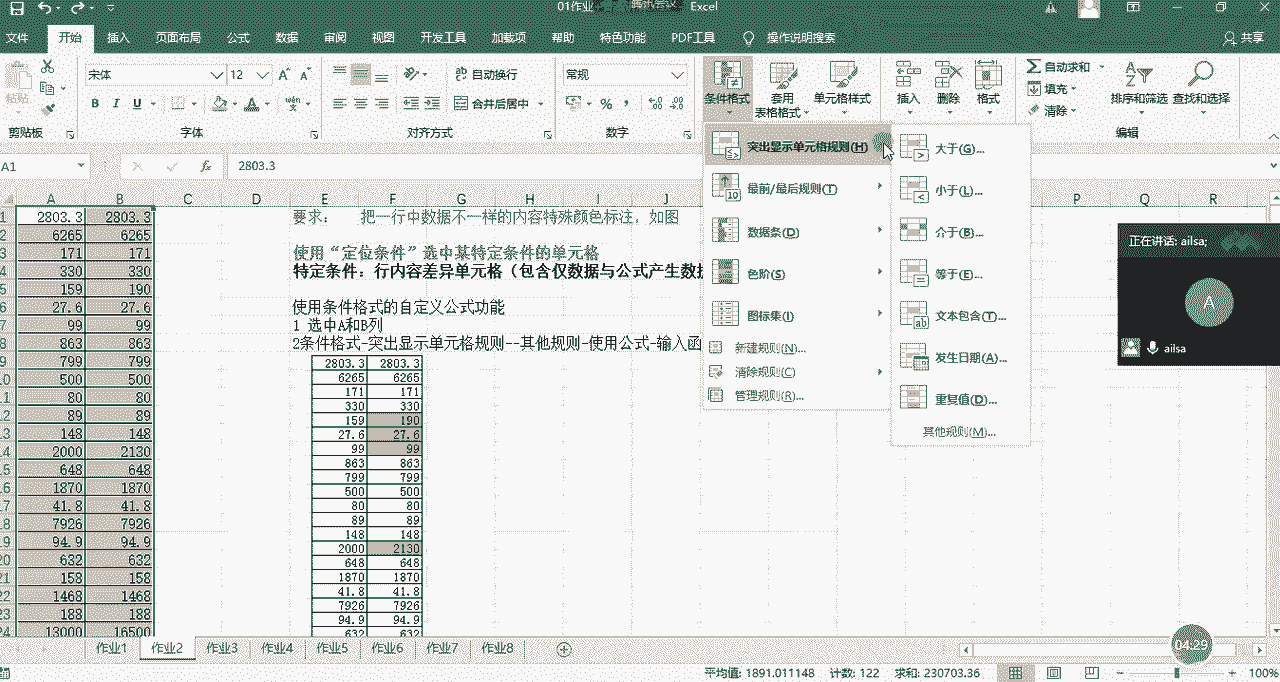 01作业 Excel
文件 开始 插入 页面布局 公式 数据 审阅 视图 开发工具 加载项 帮助 特色功能 PDF工具 操作说明搜索 共享
宋体 12 自动换行 常规 自动求和
粘贴 B I U 合并后居中 % 条件格式 套用 表格格式 单元格样式 插入 删除 格式 填充 清除 排序和筛选 查找和选择
剪贴板 字体 对齐方式 数字 编辑
A1 fx 2803.3
突出显示单元格规则(H)
最前/最后规则(T)
数据条(D)
色阶(S)
图标集(I)
新建规则(N)...
清除规则(C)
管理规则(R)...
大于(G)...
小于(L)...
介于(B)...
等于(E)...
文本包含(T)...
发生日期(A)...
重复值(D)...
其他规则(M)...
A B C D E F G H I J P Q R
1 2803.3 2803.3
2 6265 6265
3 171 171
4 330 330
5 159 190
6 27.6 27.6
7 99 99
8 863 863
9 799 799
10 500 500
11 80 80
12 89 89
13 148 148
14 2000 2130
15 648 648
16 1870 1870
17 41.8 41.8
18 7926 7926
19 94.9 94.9
20 632 632
21 158 158
22 1468 1468
23 188 188
24 13000 16500
要求： 把一行中数据不一样的内容特殊颜色标注，如图
使用“定位条件”选中某特定条件的单元格
特定条件：行内容差异单元格（包含仅数据与公式产生数据
使用条件格式的自定义公式功能
1 选中A和B列
2条件格式-突出显示单元格规则--其他规则-使用公式-输入函
2803.3 2803.3
6265 6265
171 171
330 330
159 190
27.6 27.6
99 99
863 863
799 799
500 500
80 80
89 89
148 148
2000 2130
648 648
1870 1870
41.8 41.8
7926 7926
94.9 94.9
632 632
正在讲话: ailsa;
A
ailsa
作业1 作业2 作业3 作业4 作业5 作业6 作业7 作业8
04:29
平均值: 1891.011148 计数: 122 求和: 230703.36 100%